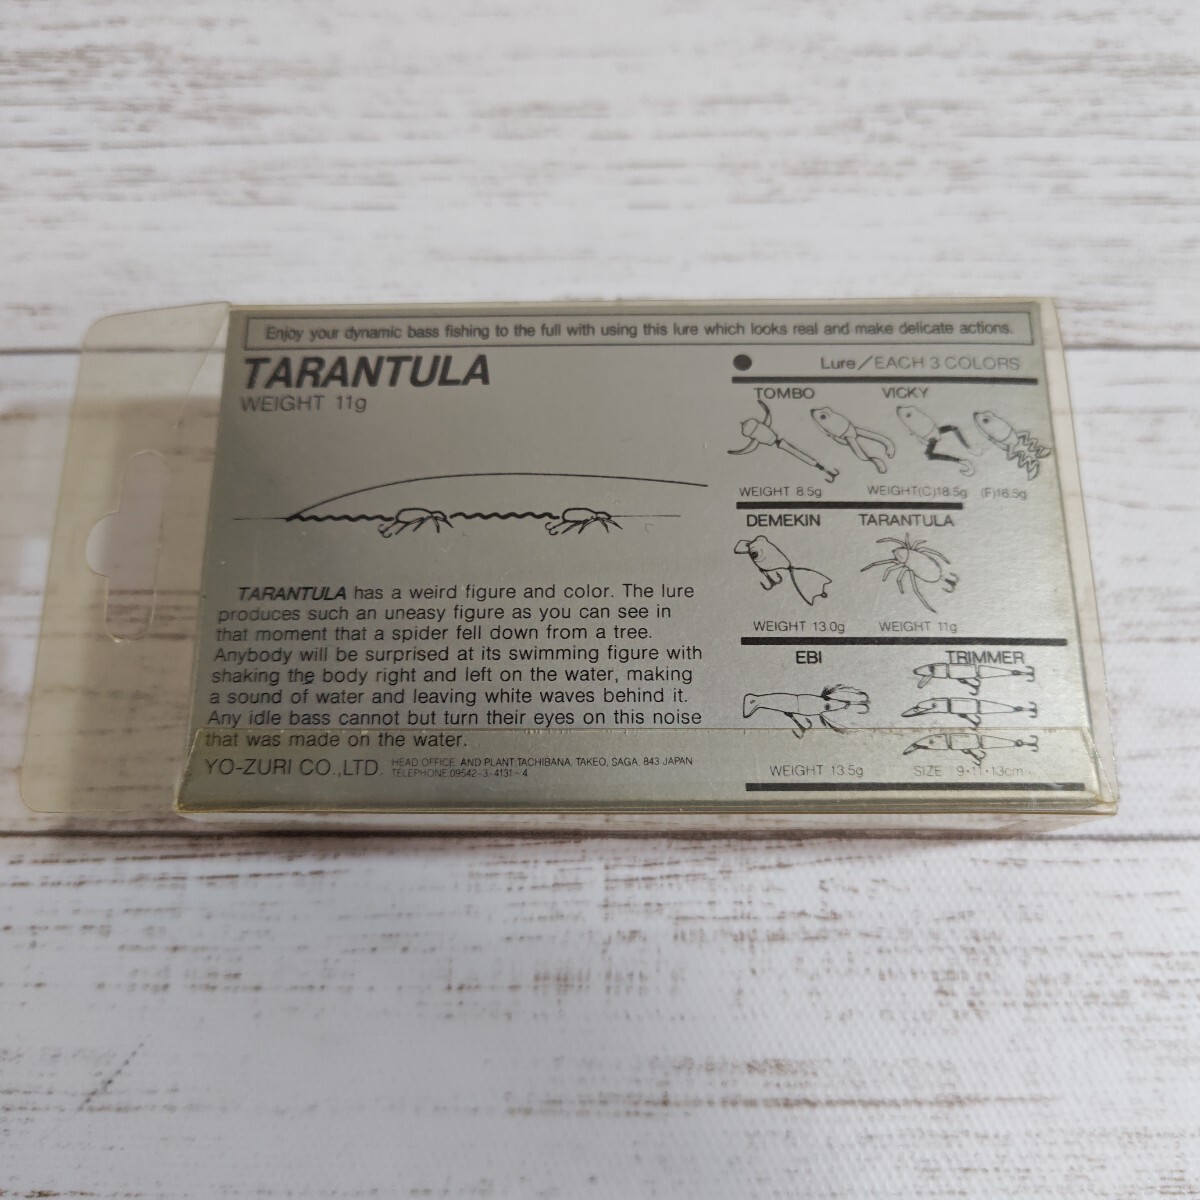 Enjoy your dynamic bass fishing to the full with using this lure which looks real and make delicate actions.
TARANTULA
WEIGHT 11g
TARANTULA has a weird figure and color. The lure
produces such an uneasy figure as you can see in
that moment that a spider fell down from a tree.
Anybody will be surprised at its swimming figure with
shaking the body right and left on the water, making
a sound of water and leaving white waves behind it.
Any idle bass cannot but turn their eyes on this noise
that was made on the water.
YO-ZURI CO.,LTD.
HEAD OFFICE AND PLANT TACHIBANA, TAKEO, SAGA, 843 JAPAN
TELEPHONE 09542-3-4131~4
● Lure/EACH 3 COLORS
TOMBO VICKY
WEIGHT 8.5g WEIGHT(C)18.5g (F)16.5g
DEMEKIN TARANTULA
WEIGHT 13.0g WEIGHT 11g
EBI TRIMMER
WEIGHT 13.5g SIZE 9·11·13cm